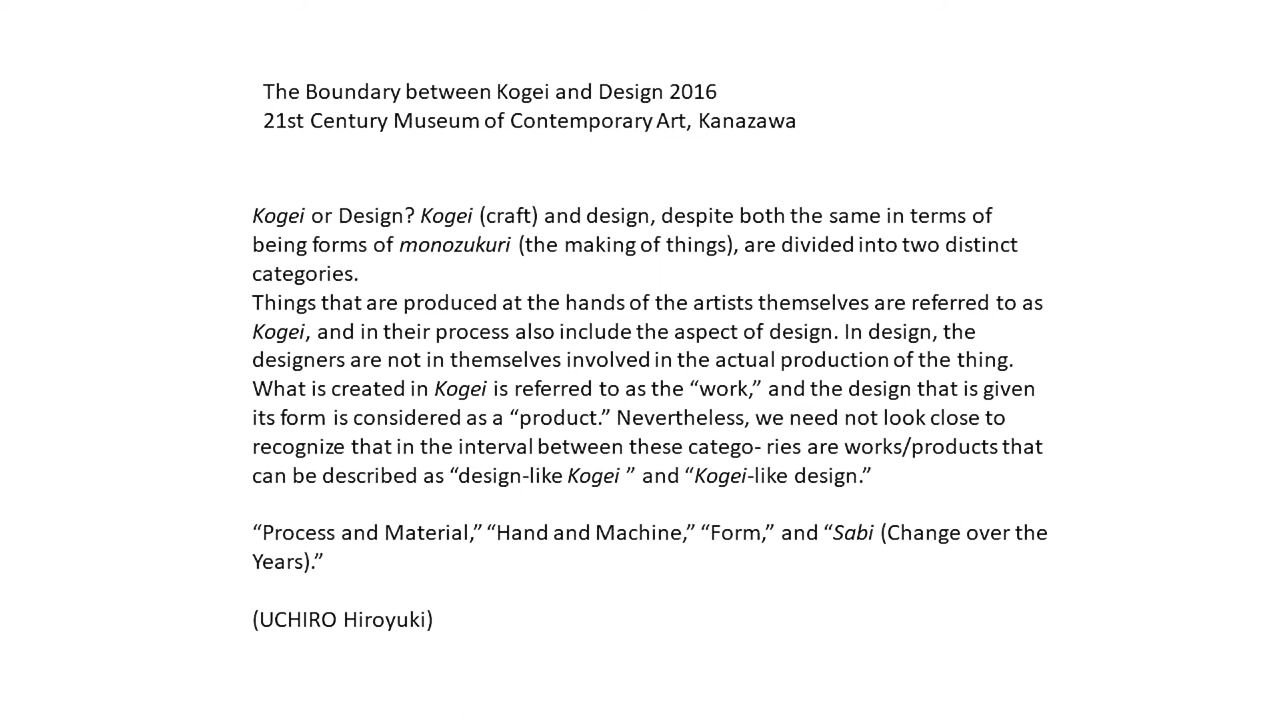 The Boundary between Kogei and Design 2016
21st Century Museum of Contemporary Art, Kanazawa
Kogei or Design? Kogei (craft) and design, despite both the same in terms of
being forms of monozukuri (the making of things), are divided into two distinct
categories.
Things that are produced at the hands of the artists themselves are referred to as
Kogei, and in their process also include the aspect of design. In design, the
designers are not in themselves involved in the actual production of the thing.
What is created in Kogei is referred to as the “work,” and the design that is given
its form is considered as a “product.” Nevertheless, we need not look close to
recognize that in the interval between these catego- ries are works/products that
can be described as “design-like Kogei ” and “Kogei-like design.”
“Process and Material,” “Hand and Machine,” “Form,” and “Sabi (Change over the
Years).”
(UCHIRO Hiroyuki)